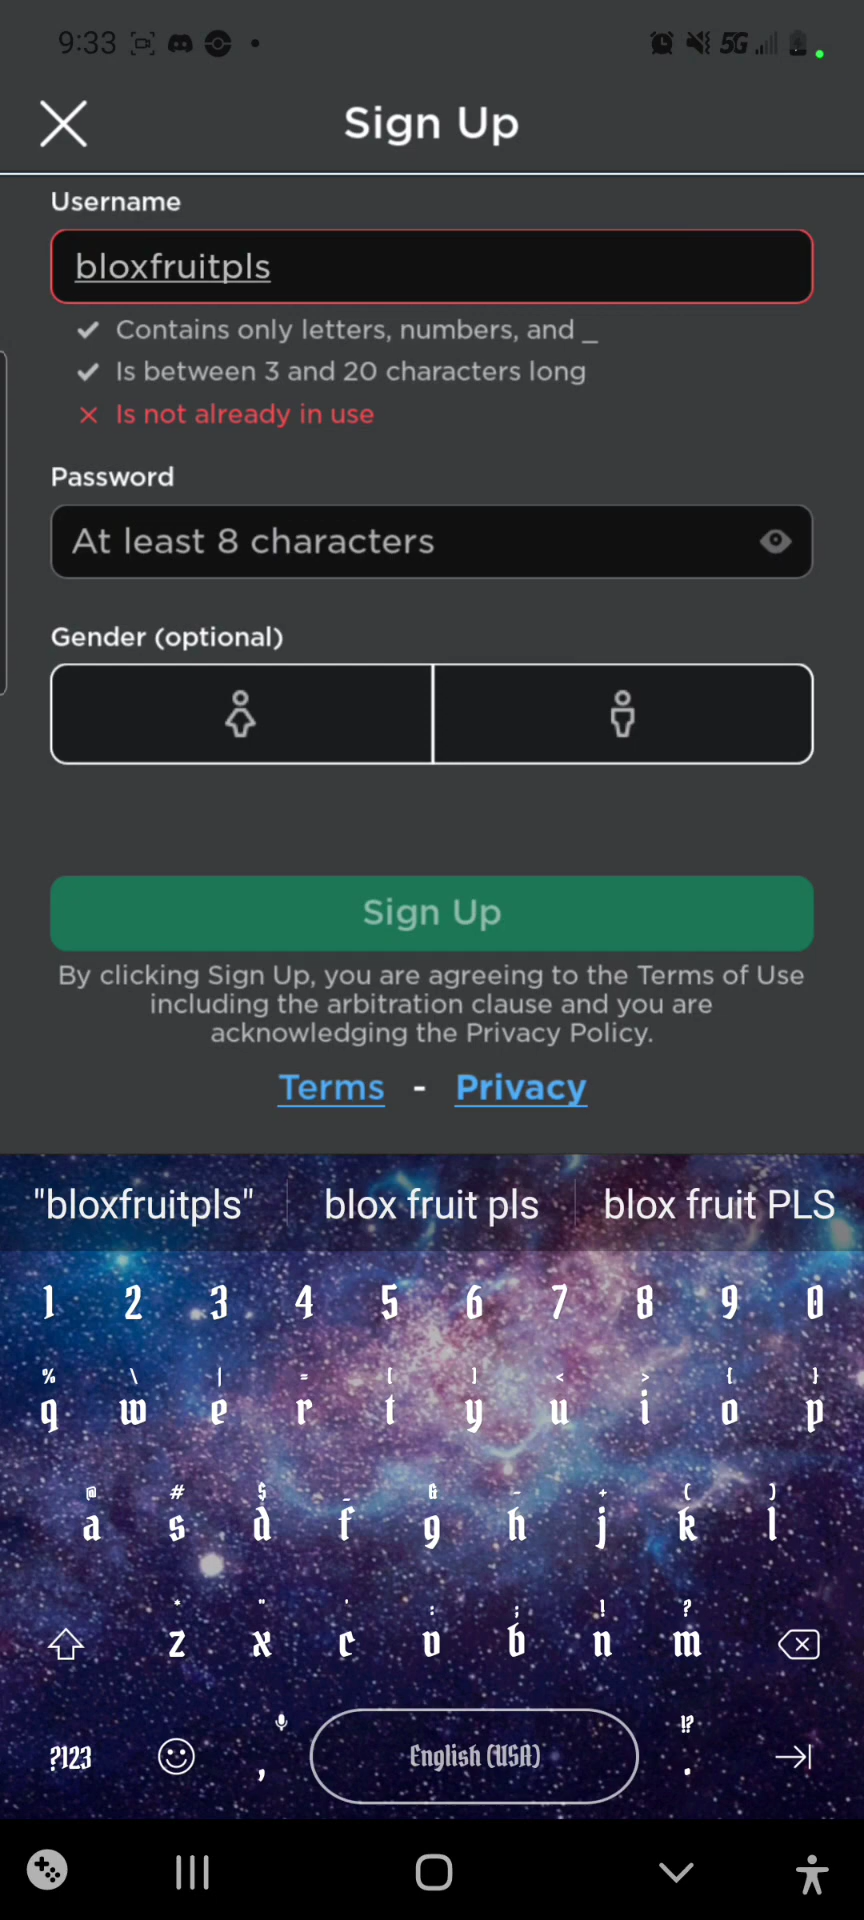 9:33 5G
Sign Up
Username
bloxfruitpls
Contains only letters, numbers, and _
Is between 3 and 20 characters long
Is not already in use
Password
At least 8 characters
Gender (optional)
Sign Up
By clicking Sign Up, you are agreeing to the Terms of Use
including the arbitration clause and you are
acknowledging the Privacy Policy.
Terms - Privacy
"bloxfruitpls" blox fruit pls blox fruit PLS
1 2 3 4 5 6 7 8 9 0
% \ | = [ ] < > { }
q w e r t y u i o p
@ # $ _ & - + ( )
a s d f g h j k l
* " ' : ; ! ?
z x c v b n m
!?
?123 , English (USA) .